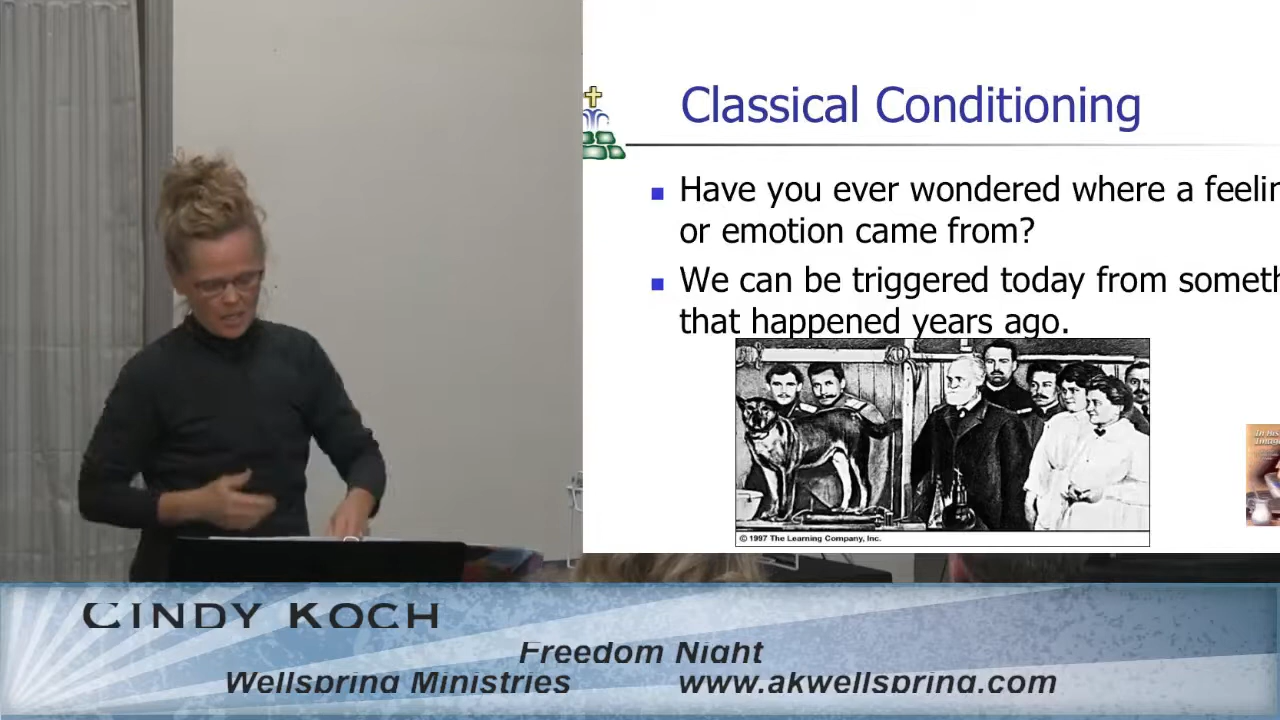 Classical Conditioning
Have you ever wondered where a feelin
or emotion came from?
We can be triggered today from someth
that happened years ago.
© 1997 The Learning Company, Inc.
CINDY KOCH
Freedom Night
Wellspring Ministries www.akwellspring.com